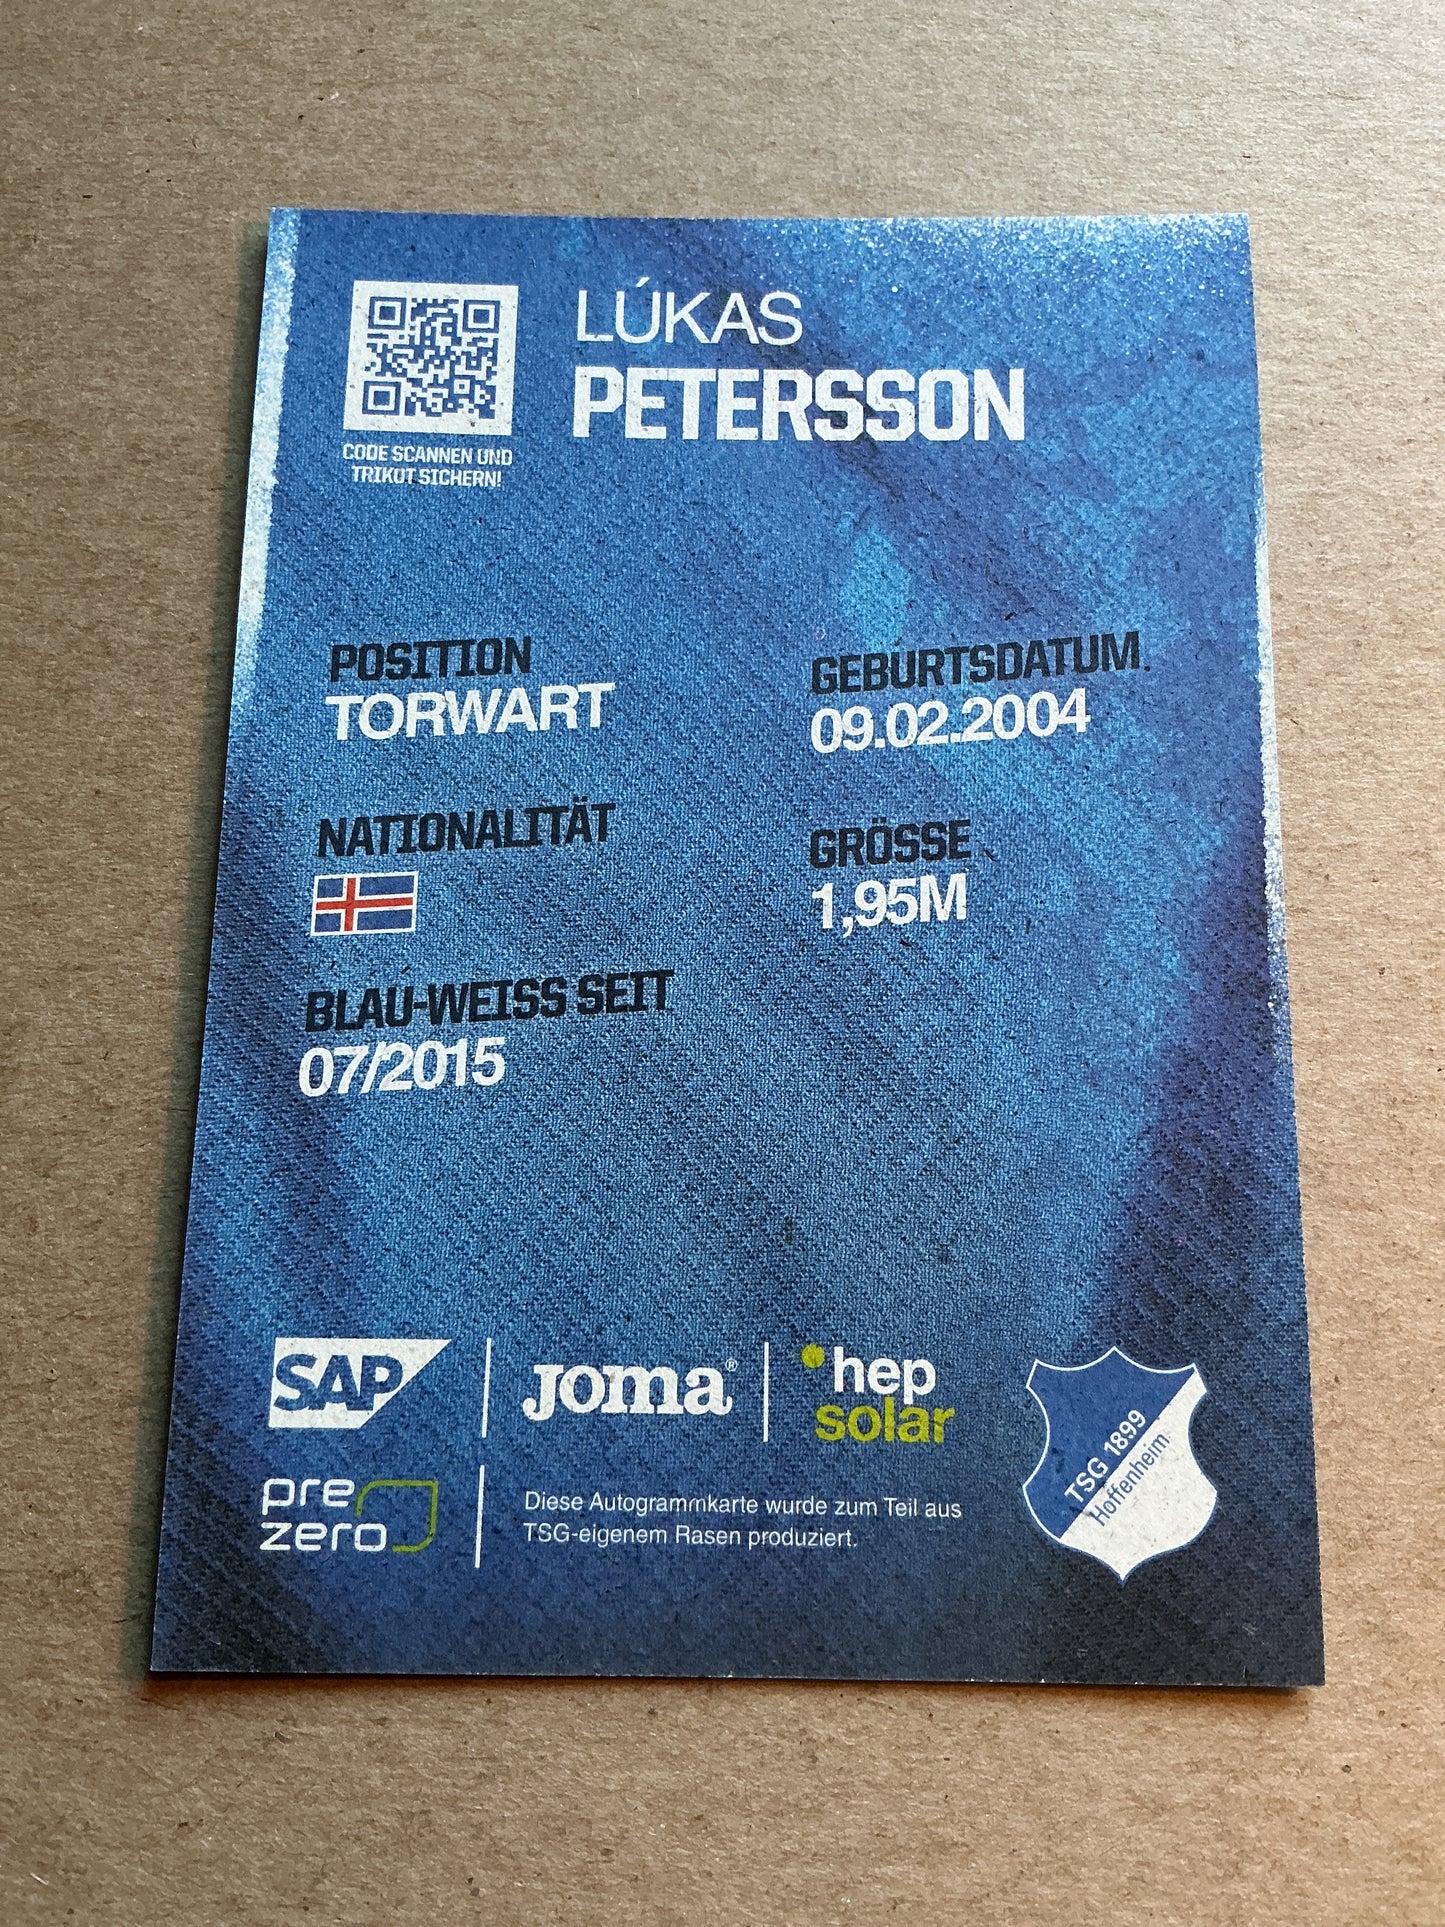 LÚKAS
PETERSSON
CODE SCANNEN UND
TRIKOT SICHERN!
POSITION
TORWART
GEBURTSDATUM
09.02.2004
NATIONALITÄT
GRÖSSE
1,95M
BLAU-WEISS SEIT
07/2015
SAP
Joma®
hep
solar
pre
zero
Diese Autogrammkarte wurde zum Teil aus
TSG-eigenem Rasen produziert.
TSG 1899
Hoffenheim